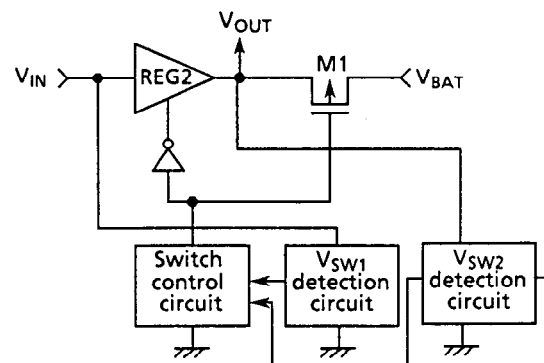 VOUT
M1
VIN
REG2
VBAT
Switch
control
circuit
VSW1
detection
circuit
VSW2
detection
circuit